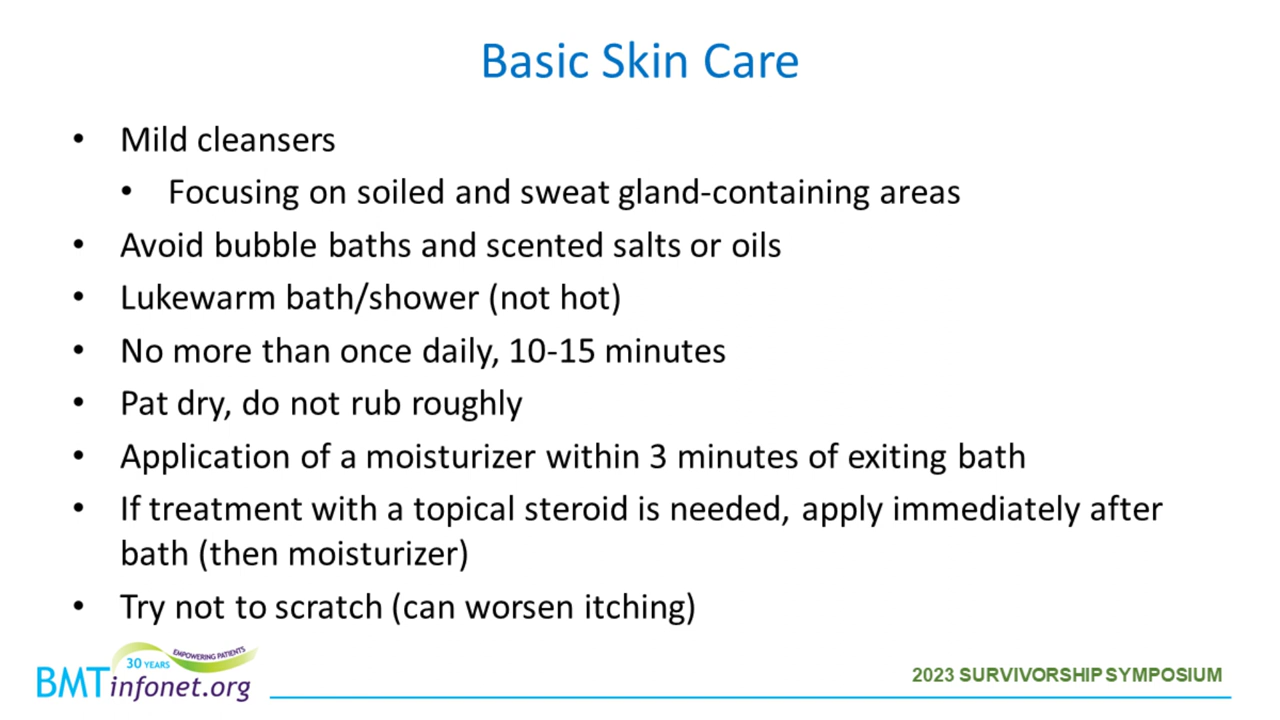 Basic Skin Care
• Mild cleansers
• Focusing on soiled and sweat gland-containing areas
• Avoid bubble baths and scented salts or oils
• Lukewarm bath/shower (not hot)
• No more than once daily, 10-15 minutes
• Pat dry, do not rub roughly
• Application of a moisturizer within 3 minutes of exiting bath
• If treatment with a topical steroid is needed, apply immediately after
bath (then moisturizer)
• Try not to scratch (can worsen itching)
30 YEARS EMPOWERING PATIENTS
BMTinfonet.org
2023 SURVIVORSHIP SYMPOSIUM